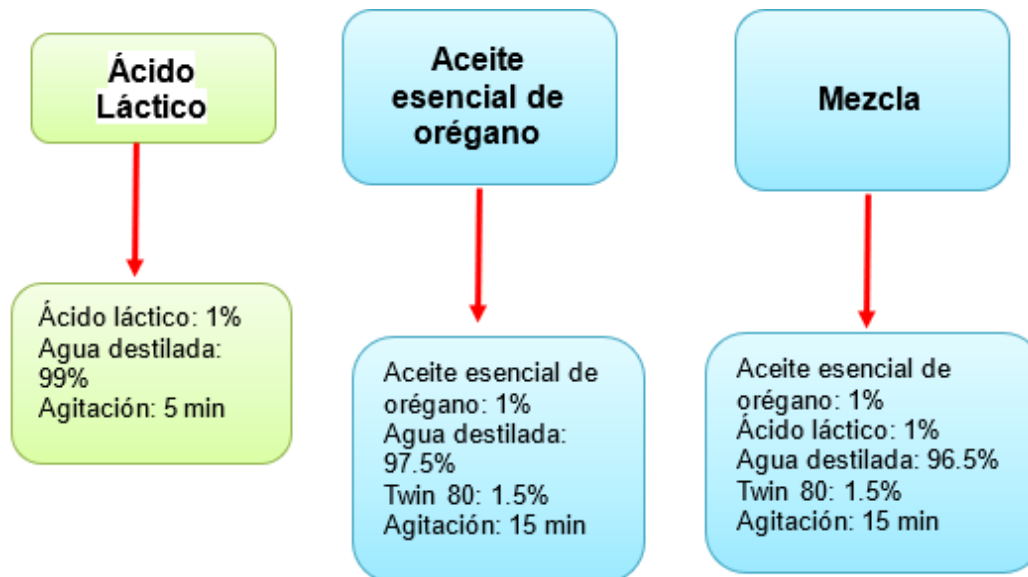 Ácido
Láctico
Ácido láctico: 1%
Agua destilada:
99%
Agitación: 5 min
Aceite
esencial de
orégano
Aceite esencial de
orégano: 1%
Agua destilada:
97.5%
Twin 80: 1.5%
Agitación: 15 min
Mezcla
Aceite esencial de
orégano: 1%
Ácido láctico: 1%
Agua destilada: 96.5%
Twin 80: 1.5%
Agitación: 15 min